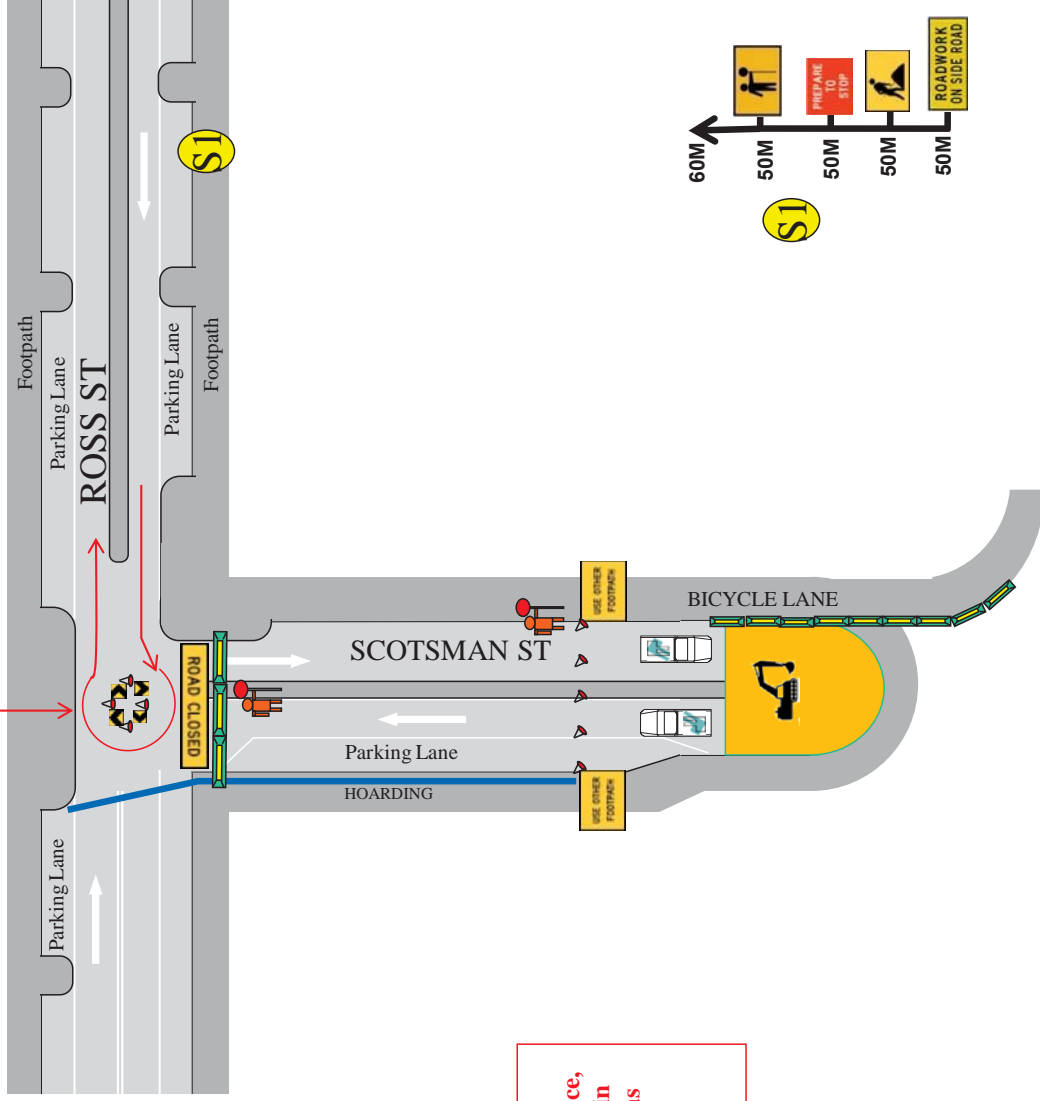 Footpath
Parking Lane
ROSS ST
Parking Lane
Footpath
S1
Parking Lane
ROAD CLOSED
SCOTSMAN ST
Parking Lane
HOARDING
USE OTHER
FOOTPATH
USE OTHER
FOOTPATH
BICYCLE LANE
S1
60M
50M
50M
PREPARE
TO
STOP
50M
50M
ROADWORK
ON SIDE ROAD